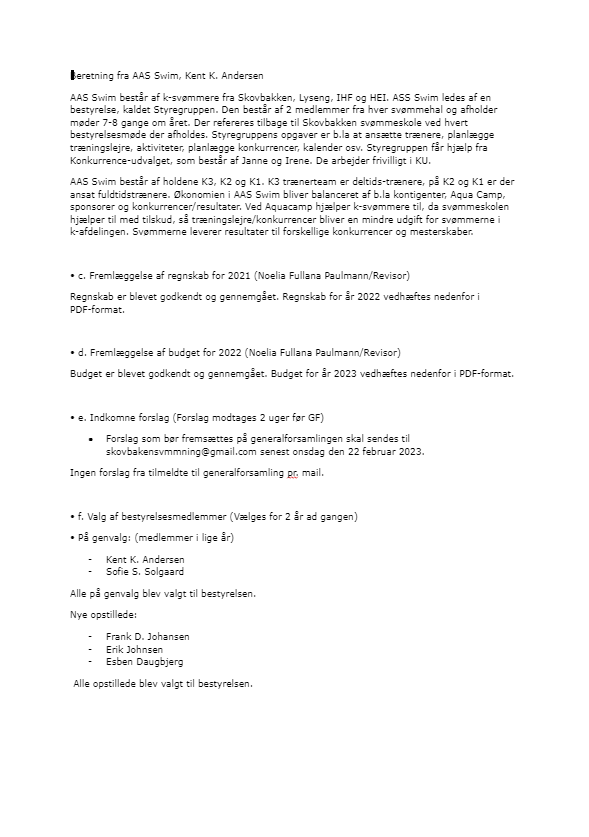 Beretning fra AAS Swim, Kent K. Andersen
AAS Swim består af k-svømmere fra Skovbakken, Lyseng, IHF og HEI. ASS Swim ledes af en
bestyrelse, kaldet Styregruppen. Den består af 2 medlemmer fra hver svømmehal og afholder
møder 7-8 gange om året. Der refereres tilbage til Skovbakken svømmeskole ved hvert
bestyrelsesmøde der afholdes. Styregruppens opgaver er b.la at ansætte trænere, planlægge
træningslejre, aktiviteter, planlægge konkurrencer, kalender osv. Styregruppen får hjælp fra
Konkurrence-udvalget, som består af Janne og Irene. De arbejder frivilligt i KU.
AAS Swim består af holdene K3, K2 og K1. K3 trænerteam er deltids-trænere, på K2 og K1 er der
ansat fuldtidstrænere. Økonomien i AAS Swim bliver balanceret af b.la kontigenter, Aqua Camp,
sponsorer og konkurrencer/resultater. Ved Aquacamp hjælper k-svømmere til, da svømmeskolen
hjælper til med tilskud, så træningslejre/konkurrencer bliver en mindre udgift for svømmerne i
k-afdelingen. Svømmerne leverer resultater til forskellige konkurrencer og mesterskaber.
• c. Fremlæggelse af regnskab for 2021 (Noelia Fullana Paulmann/Revisor)
Regnskab er blevet godkendt og gennemgået. Regnskab for år 2022 vedhæftes nedenfor i
PDF-format.
• d. Fremlæggelse af budget for 2022 (Noelia Fullana Paulmann/Revisor)
Budget er blevet godkendt og gennemgået. Budget for år 2023 vedhæftes nedenfor i PDF-format.
• e. Indkomne forslag (Forslag modtages 2 uger før GF)
• Forslag som bør fremsættes på generalforsamlingen skal sendes til
skovbakensvmmning@gmail.com senest onsdag den 22 februar 2023.
Ingen forslag fra tilmeldte til generalforsamling pr. mail.
• f. Valg af bestyrelsesmedlemmer (Vælges for 2 år ad gangen)
• På genvalg: (medlemmer i lige år)
- Kent K. Andersen
- Sofie S. Solgaard
Alle på genvalg blev valgt til bestyrelsen.
Nye opstillede:
- Frank D. Johansen
- Erik Johnsen
- Esben Daugbjerg
Alle opstillede blev valgt til bestyrelsen.